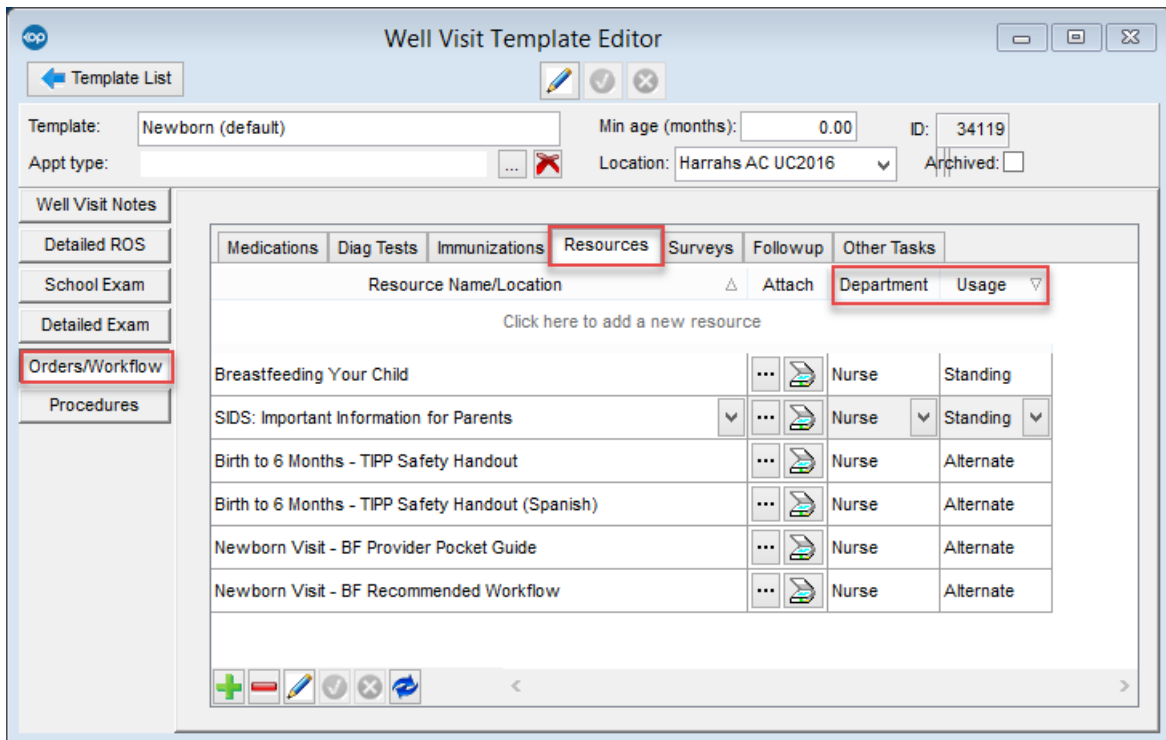 Well Visit Template Editor
Template List
Template: Newborn (default) Min age (months): 0.00 ID: 34119
Appt type: ... Location: Harrahs AC UC2016 Archived:
Well Visit Notes
Detailed ROS
School Exam
Detailed Exam
Orders/Workflow
Procedures
Medications Diag Tests Immunizations Resources Surveys Followup Other Tasks
Resource Name/Location Attach Department Usage
Click here to add a new resource
Breastfeeding Your Child ... Nurse Standing
SIDS: Important Information for Parents ... Nurse Standing
Birth to 6 Months - TIPP Safety Handout ... Nurse Alternate
Birth to 6 Months - TIPP Safety Handout (Spanish) ... Nurse Alternate
Newborn Visit - BF Provider Pocket Guide ... Nurse Alternate
Newborn Visit - BF Recommended Workflow ... Nurse Alternate